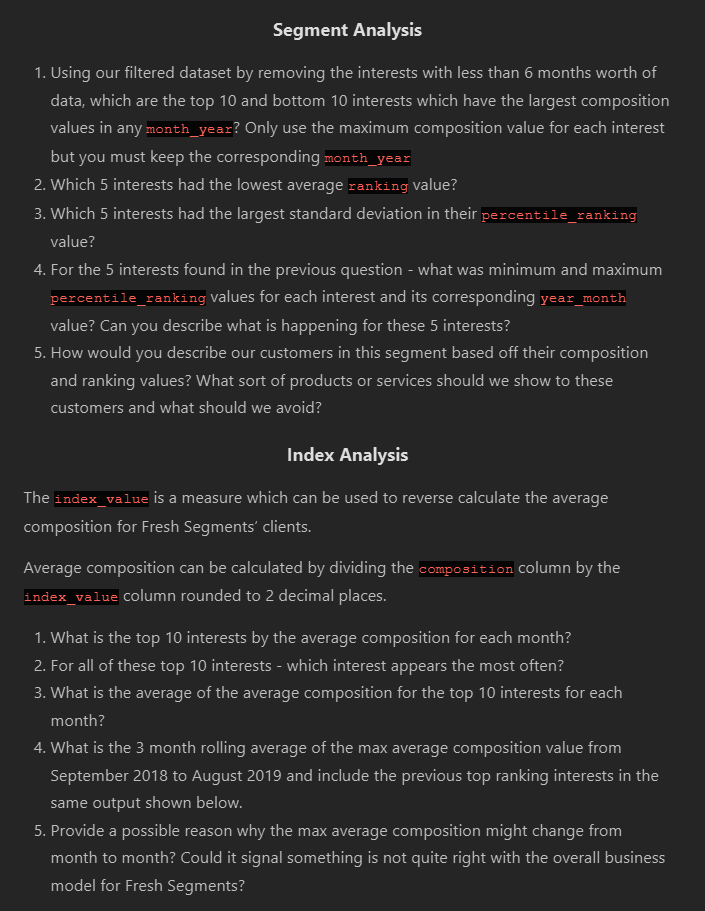 Segment Analysis
1. Using our filtered dataset by removing the interests with less than 6 months worth of
data, which are the top 10 and bottom 10 interests which have the largest composition
values in any month_year? Only use the maximum composition value for each interest
but you must keep the corresponding month_year
2. Which 5 interests had the lowest average ranking value?
3. Which 5 interests had the largest standard deviation in their percentile_ranking
value?
4. For the 5 interests found in the previous question - what was minimum and maximum
percentile_ranking values for each interest and its corresponding year_month
value? Can you describe what is happening for these 5 interests?
5. How would you describe our customers in this segment based off their composition
and ranking values? What sort of products or services should we show to these
customers and what should we avoid?
Index Analysis
The index_value is a measure which can be used to reverse calculate the average
composition for Fresh Segments’ clients.
Average composition can be calculated by dividing the composition column by the
index_value column rounded to 2 decimal places.
1. What is the top 10 interests by the average composition for each month?
2. For all of these top 10 interests - which interest appears the most often?
3. What is the average of the average composition for the top 10 interests for each
month?
4. What is the 3 month rolling average of the max average composition value from
September 2018 to August 2019 and include the previous top ranking interests in the
same output shown below.
5. Provide a possible reason why the max average composition might change from
month to month? Could it signal something is not quite right with the overall business
model for Fresh Segments?